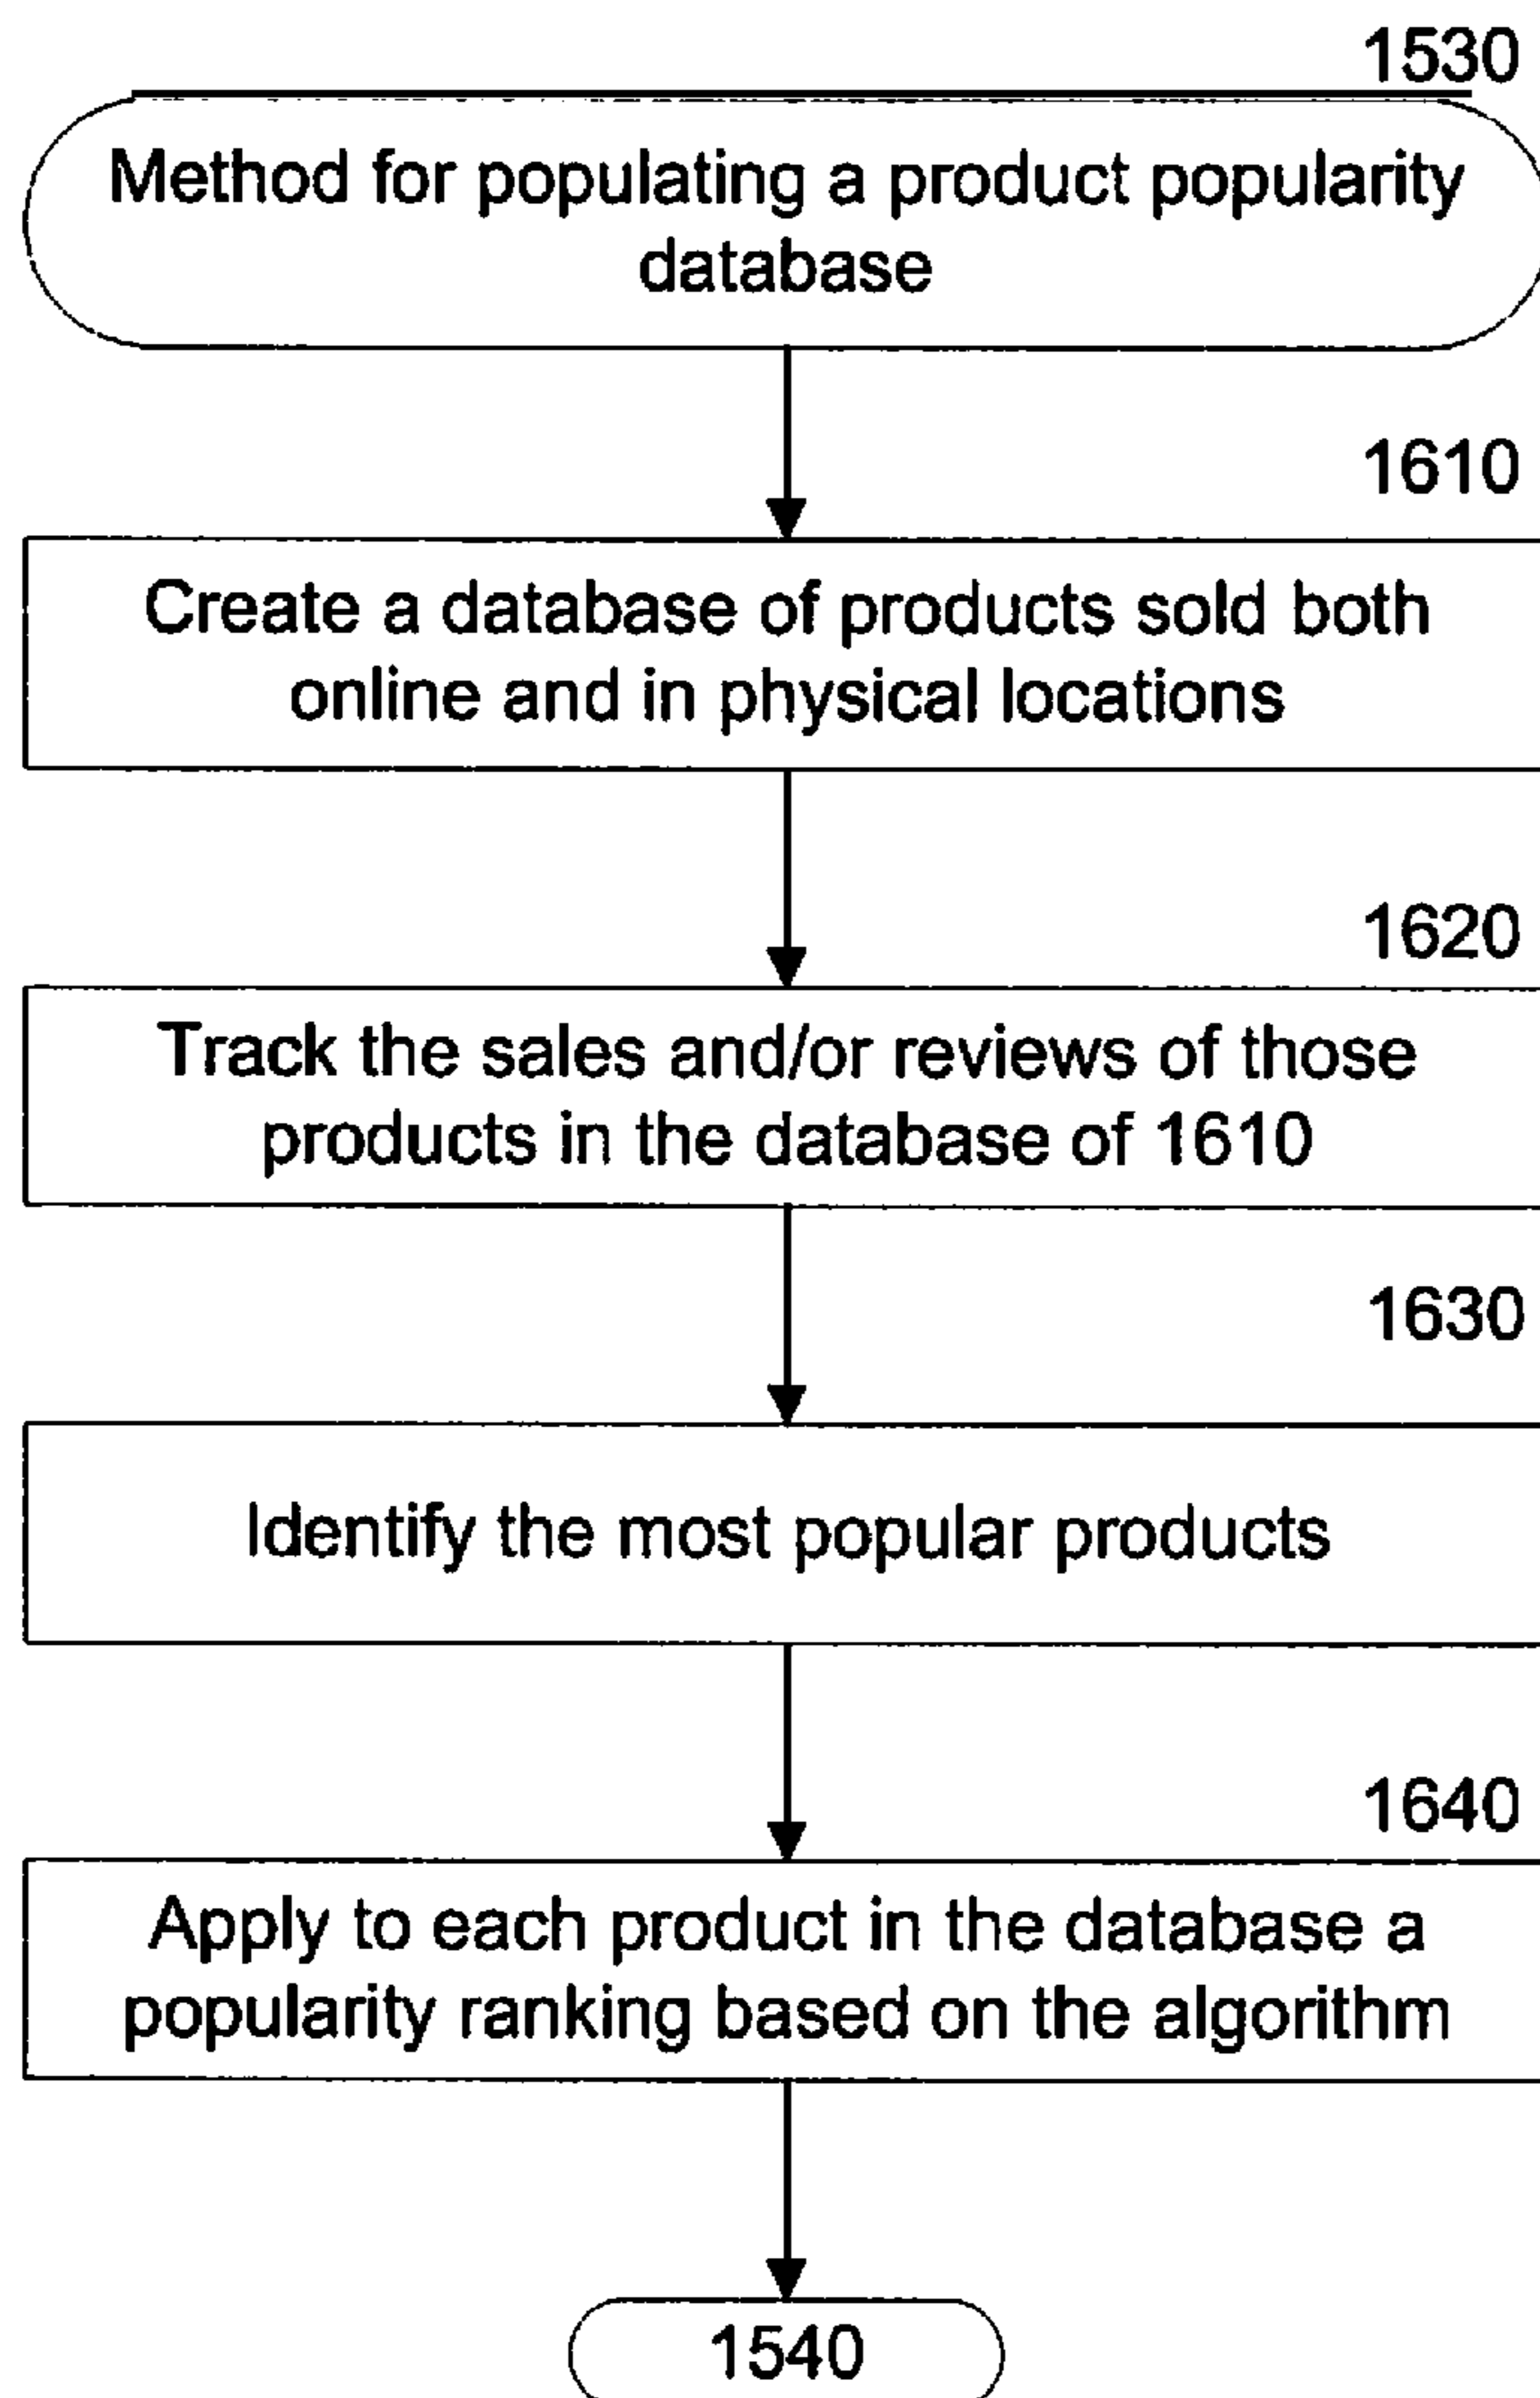 1530
Method for populating a product popularity
database
1610
Create a database of products sold both
online and in physical locations
1620
Track the sales and/or reviews of those
products in the database of 1610
1630
Identify the most popular products
1640
Apply to each product in the database a
popularity ranking based on the algorithm
1540